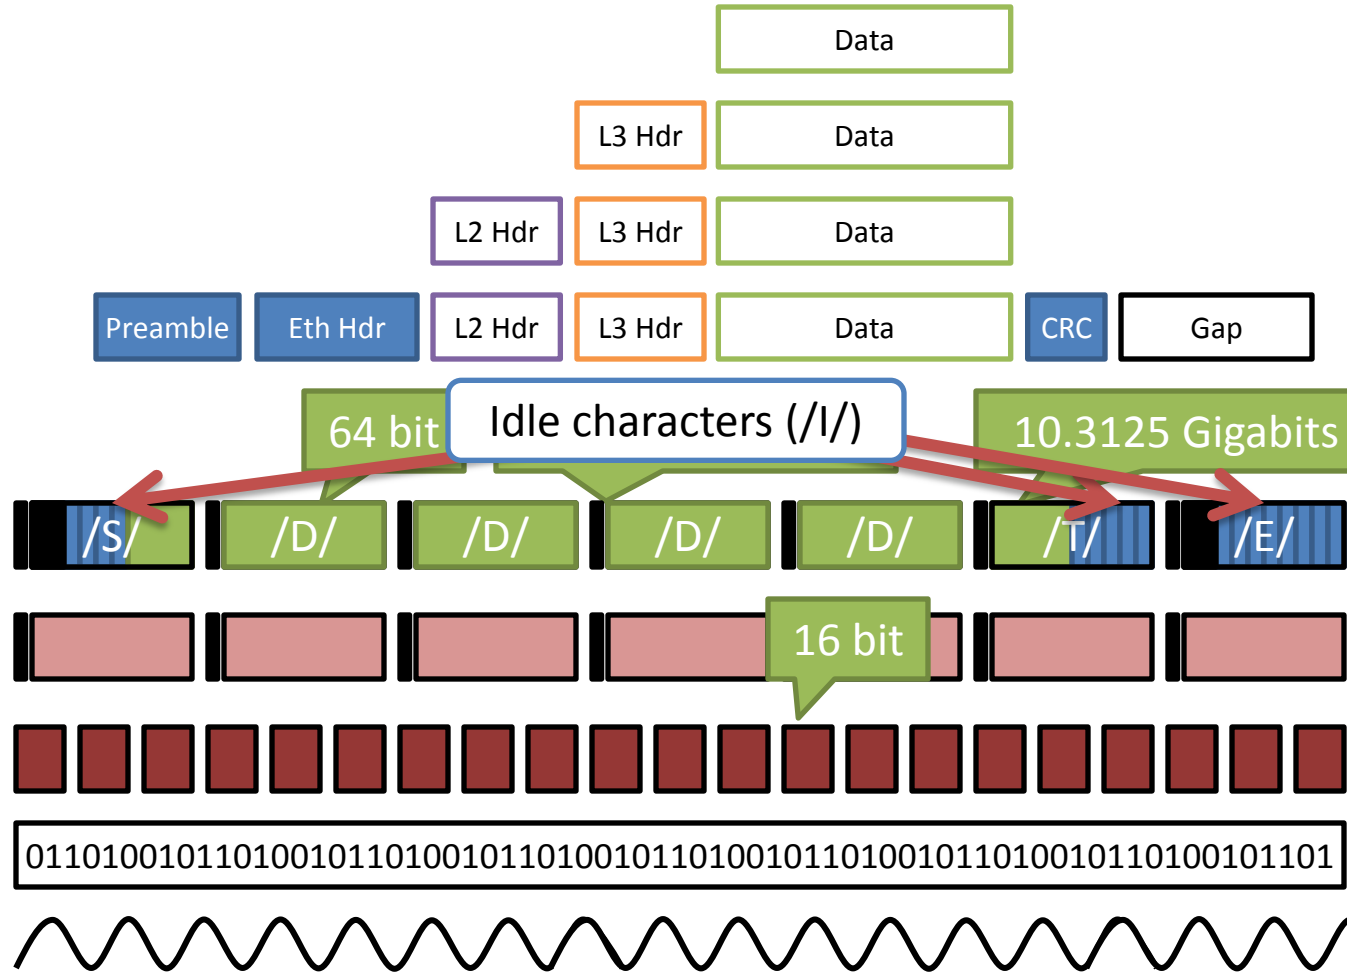 Data
L3 Hdr Data
L2 Hdr L3 Hdr Data
Preamble Eth Hdr L2 Hdr L3 Hdr Data CRC Gap
64 bit Idle characters (/I/) 10.3125 Gigabits
/S/ /D/ /D/ /D/ /D/ /T/ /E/
16 bit
011010010110100101101001011010010110100101101001011010010110100101101